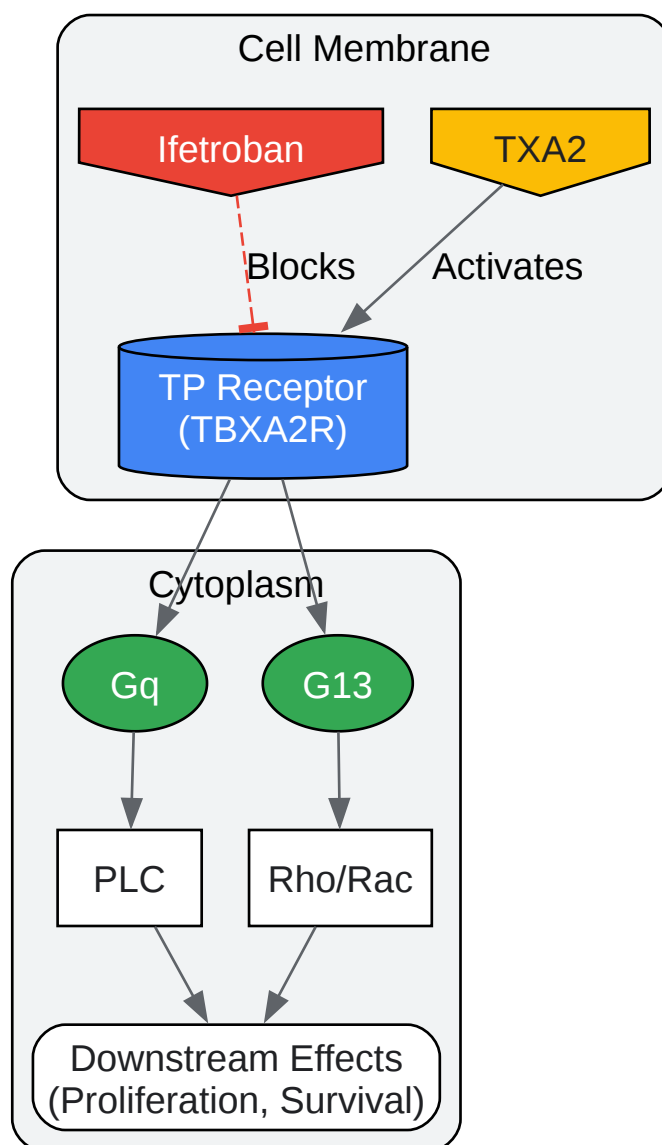 Cell Membrane
Ifetroban
TXA2
Blocks
Activates
TP Receptor
(TBXA2R)
Cytoplasm
Gq
G13
PLC
Rho/Rac
Downstream Effects
(Proliferation, Survival)